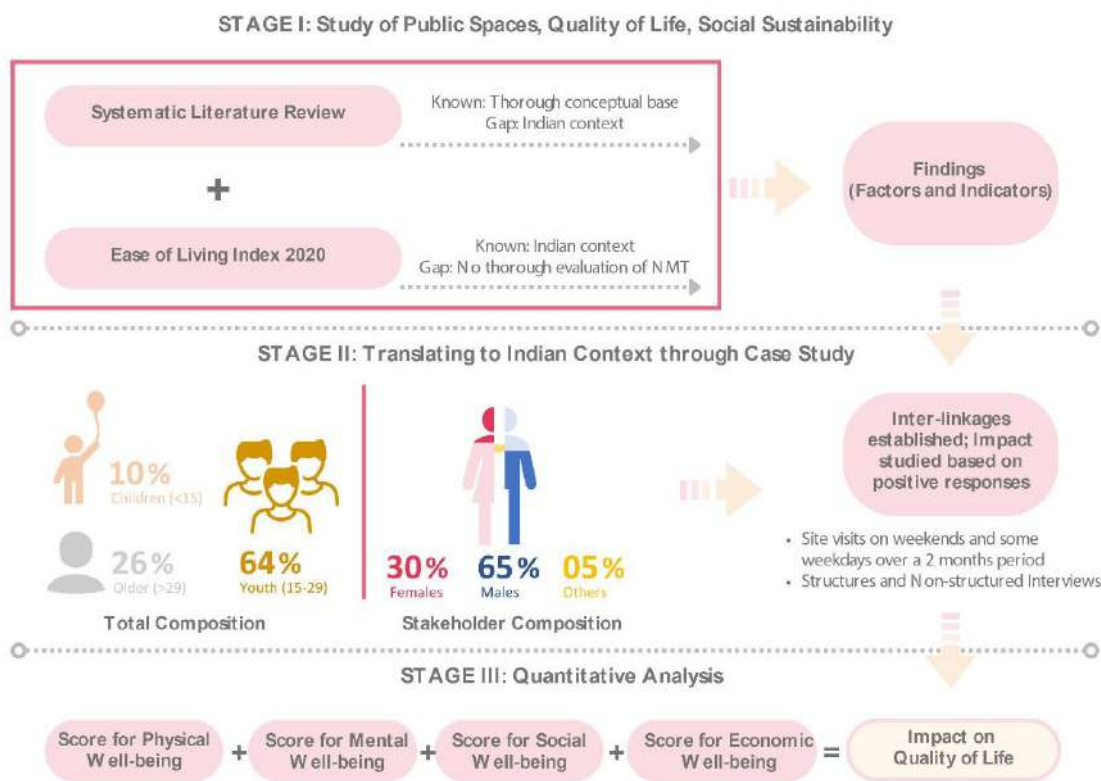 STAGE I: Study of Public Spaces, Quality of Life, Social Sustainability
Systematic Literature Review
Known: Thorough conceptual base
Gap: Indian context
+
Ease of Living Index 2020
Known: Indian context
Gap: No thorough evaluation of NMT
Findings
(Factors and Indicators)
STAGE II: Translating to Indian Context through Case Study
10%
Children (<15)
26%
Older (>29)
64%
Youth (15-29)
Total Composition
30%
Females
65%
Males
05%
Others
Stakeholder Composition
Inter-linkages
established; Impact
studied based on
positive responses
• Site visits on weekends and some
weekdays over a 2 months period
• Structures and Non-structured Interviews
STAGE III: Quantitative Analysis
Score for Physical
Well-being
+
Score for Mental
Well-being
+
Score for Social
Well-being
+
Score for Economic
Well-being
=
Impact on
Quality of Life